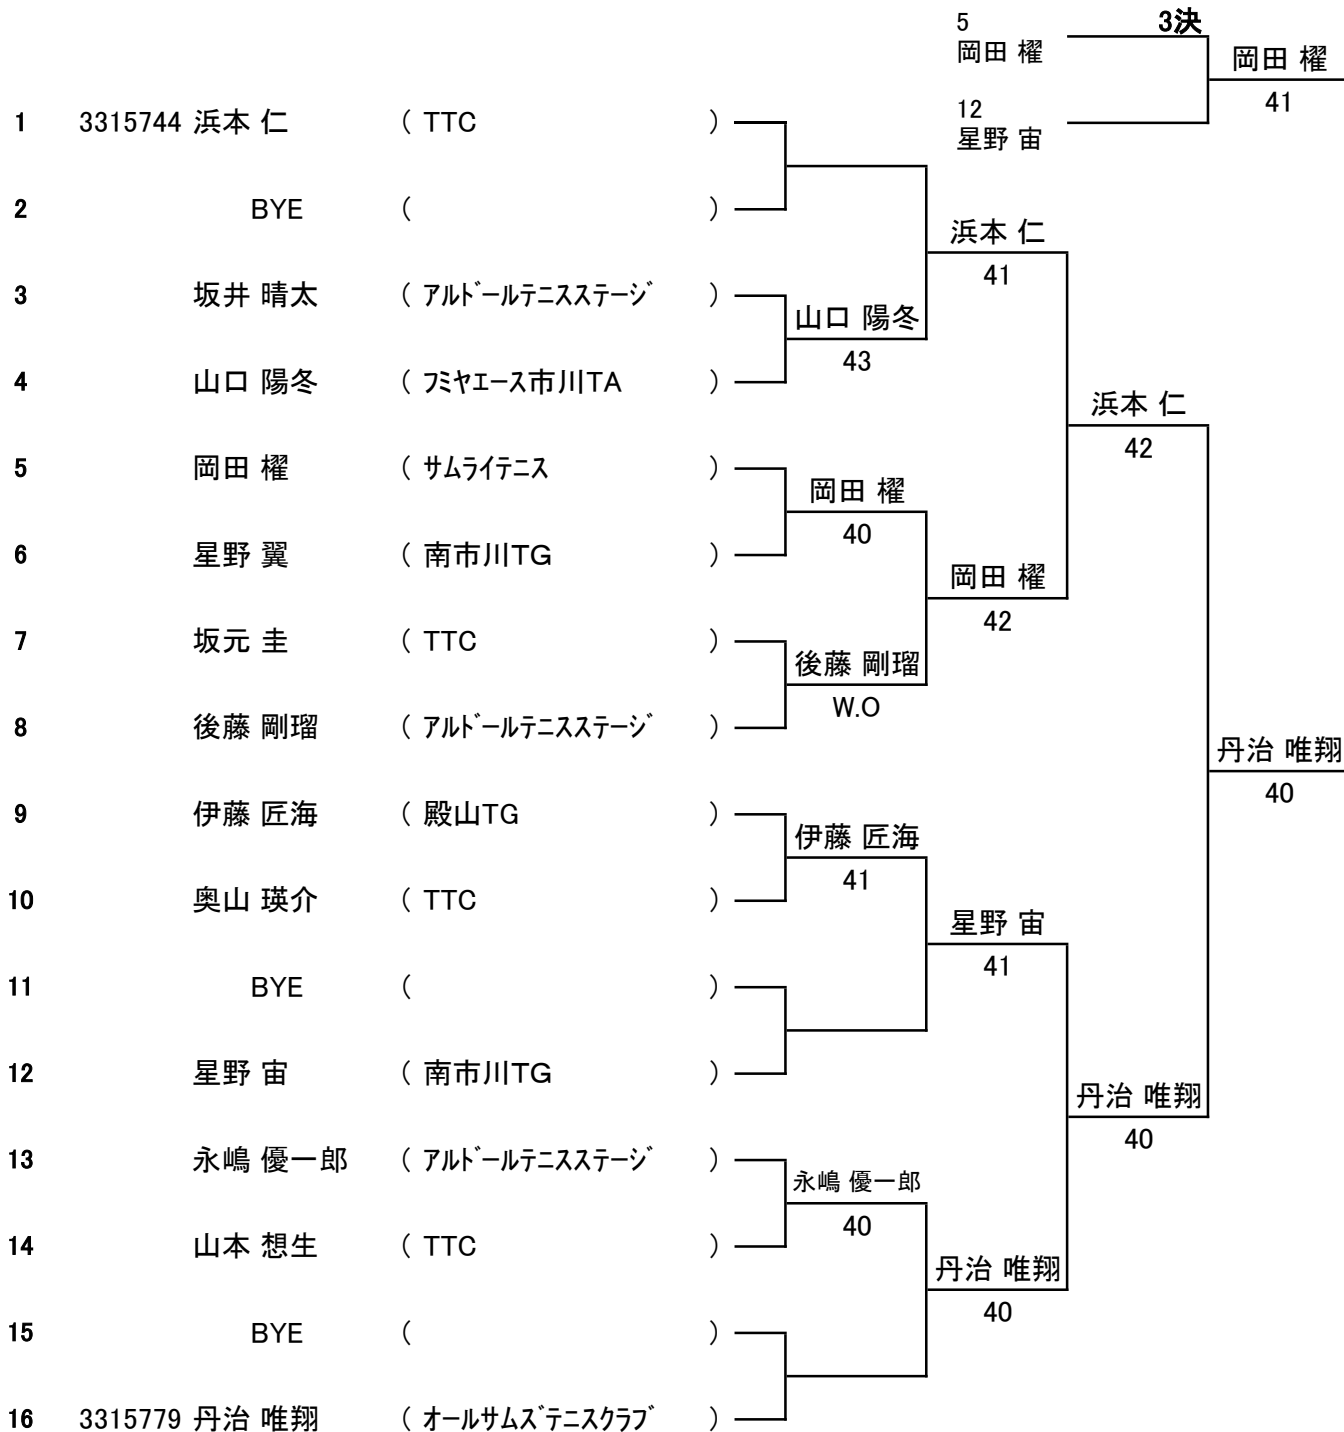 5 3決
岡田 櫂
岡田 櫂
41
12
星野 宙
1 3315744 浜本 仁 ( TTC )
2 BYE ( )
浜本 仁
41
3 坂井 晴太 ( アルドールテニスステージ )
山口 陽冬
43
4 山口 陽冬 ( フミヤエース市川TA )
浜本 仁
42
5 岡田 櫂 ( サムライテニス )
岡田 櫂
40
6 星野 翼 ( 南市川TG )
岡田 櫂
42
7 坂元 圭 ( TTC )
後藤 剛瑠
W.O
8 後藤 剛瑠 ( アルドールテニスステージ )
丹治 唯翔
40
9 伊藤 匠海 ( 殿山TG )
伊藤 匠海
41
10 奥山 瑛介 ( TTC )
星野 宙
41
11 BYE ( )
12 星野 宙 ( 南市川TG )
丹治 唯翔
40
13 永嶋 優一郎 ( アルドールテニスステージ )
永嶋 優一郎
40
14 山本 想生 ( TTC )
丹治 唯翔
40
15 BYE ( )
16 3315779 丹治 唯翔 ( オールサムズテニスクラブ )